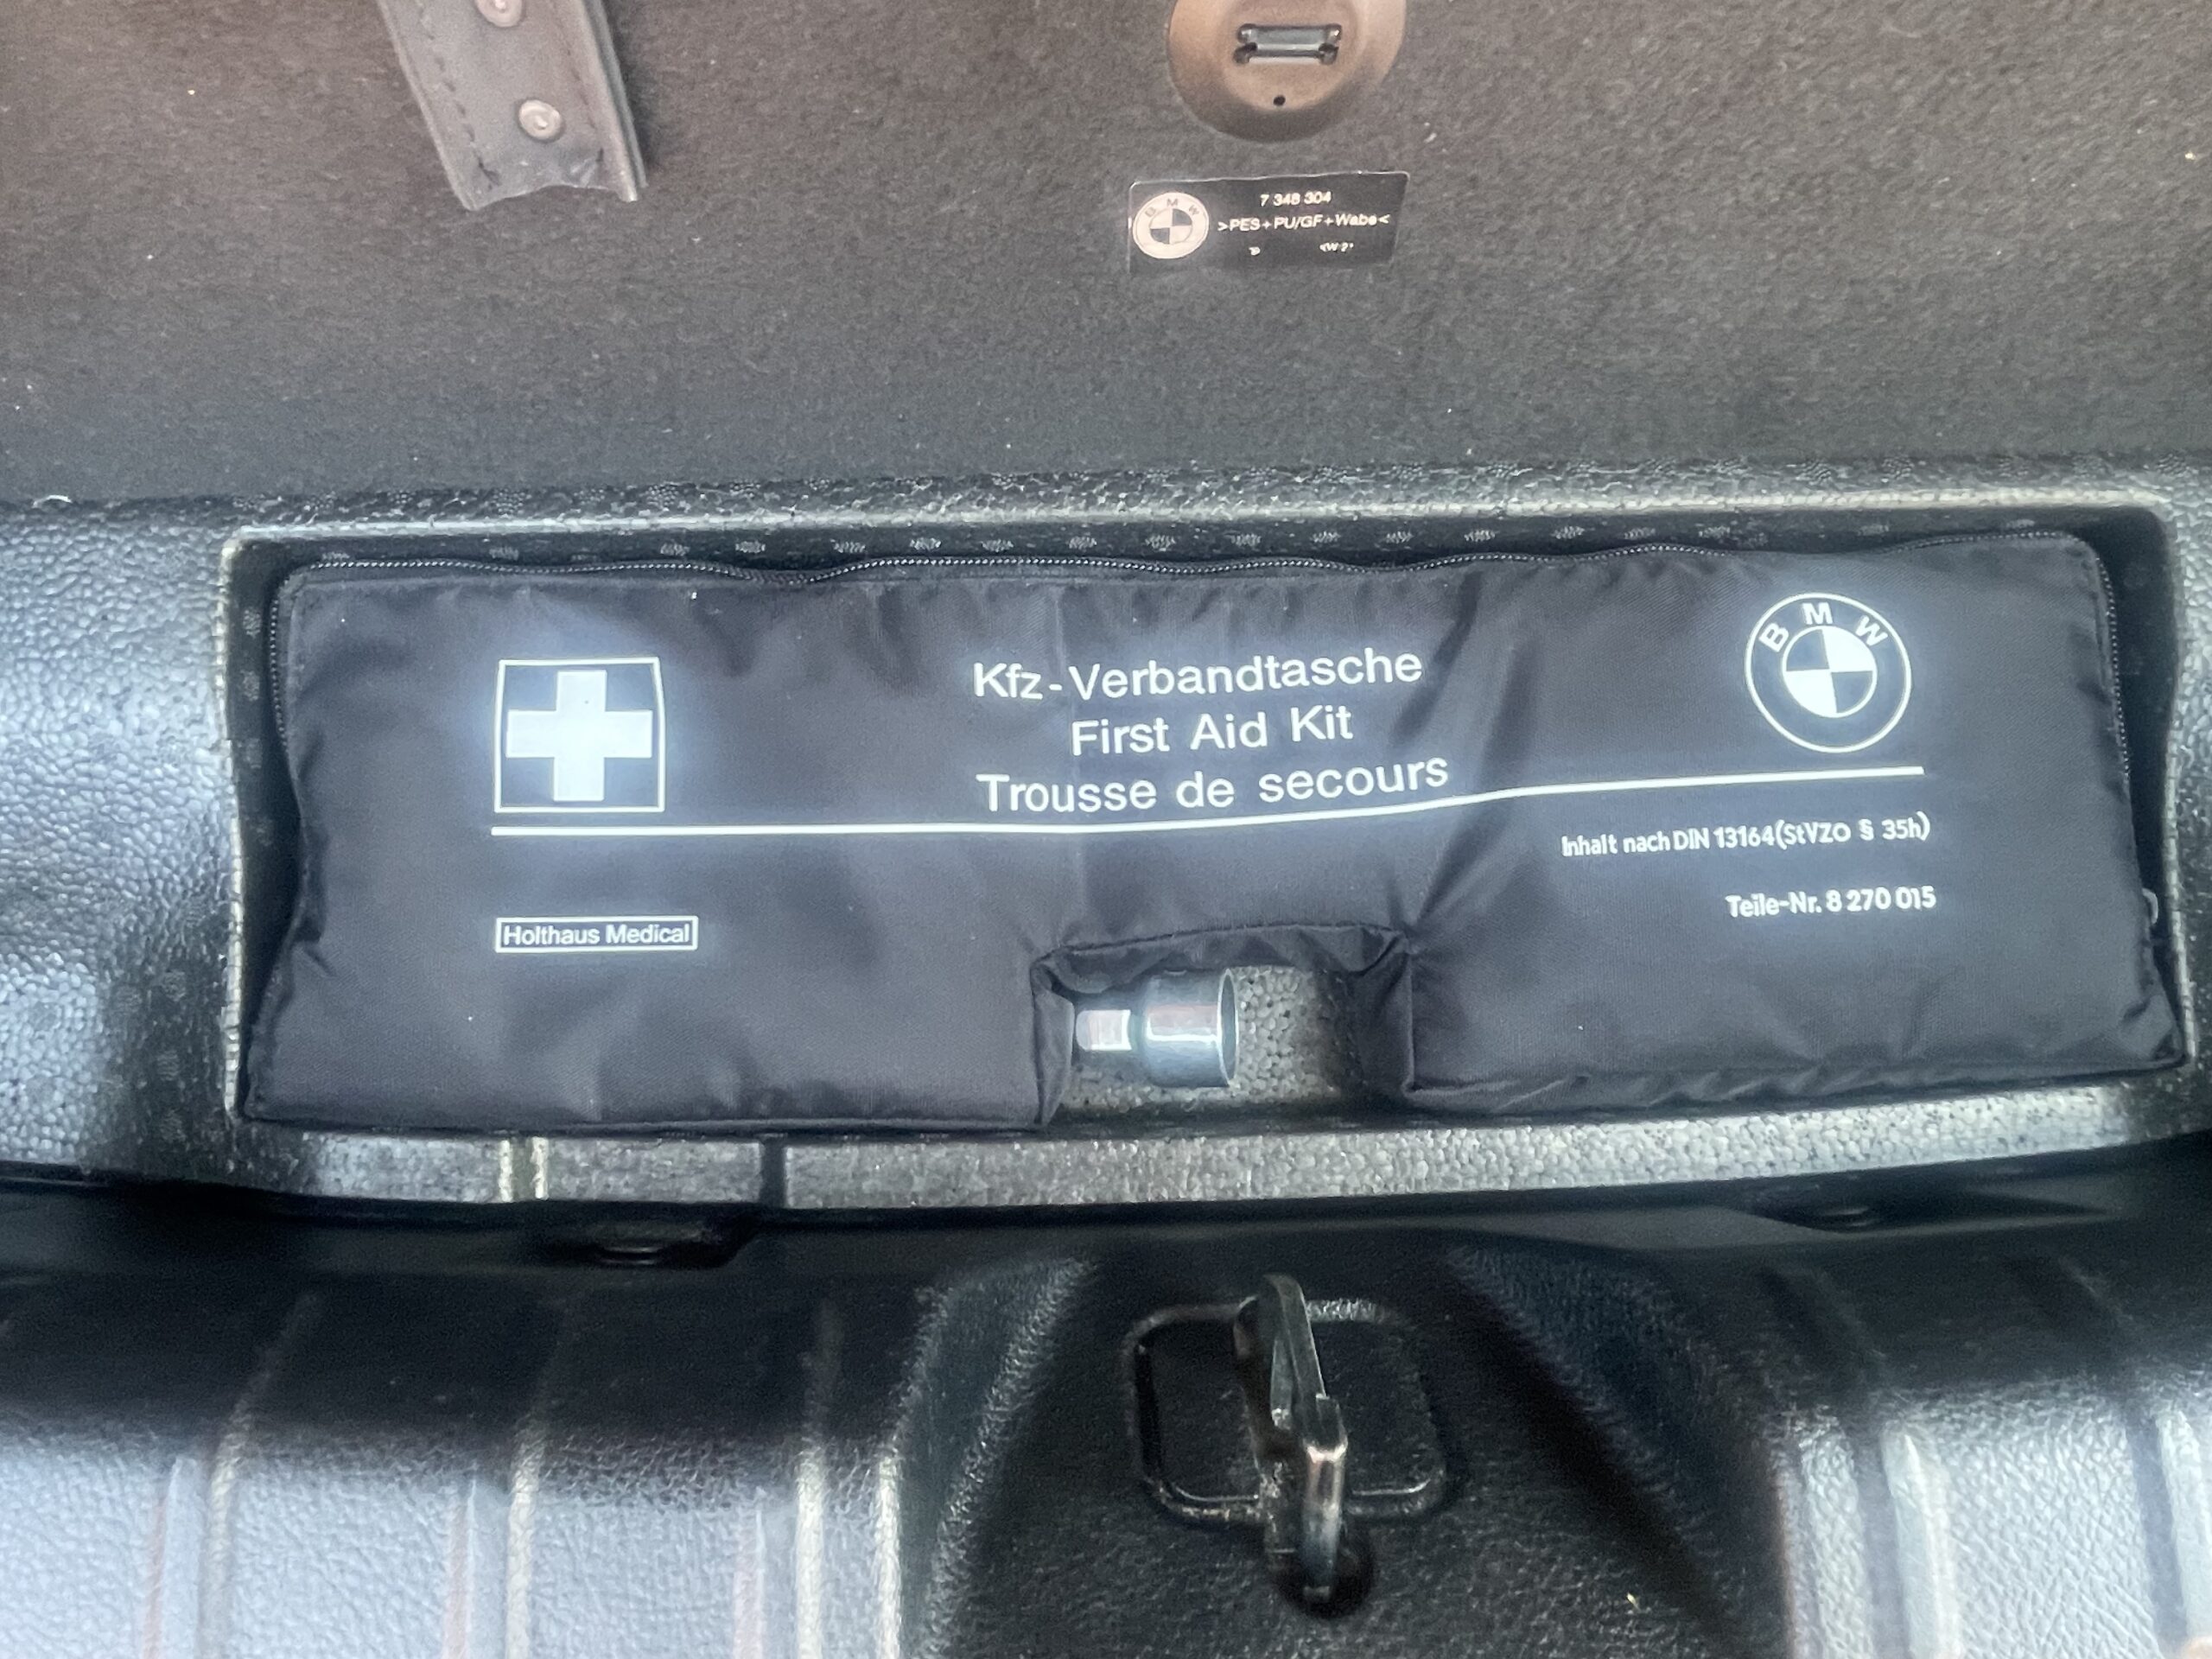 BMW
7 348 304
>PES+PU/GF+Wabe<
Kfz-Verbandtasche
First Aid Kit
Trousse de secours
BMW
Inhalt nach DIN 13164(StVZO § 35h)
Teile-Nr. 8 270 015
Holthaus Medical